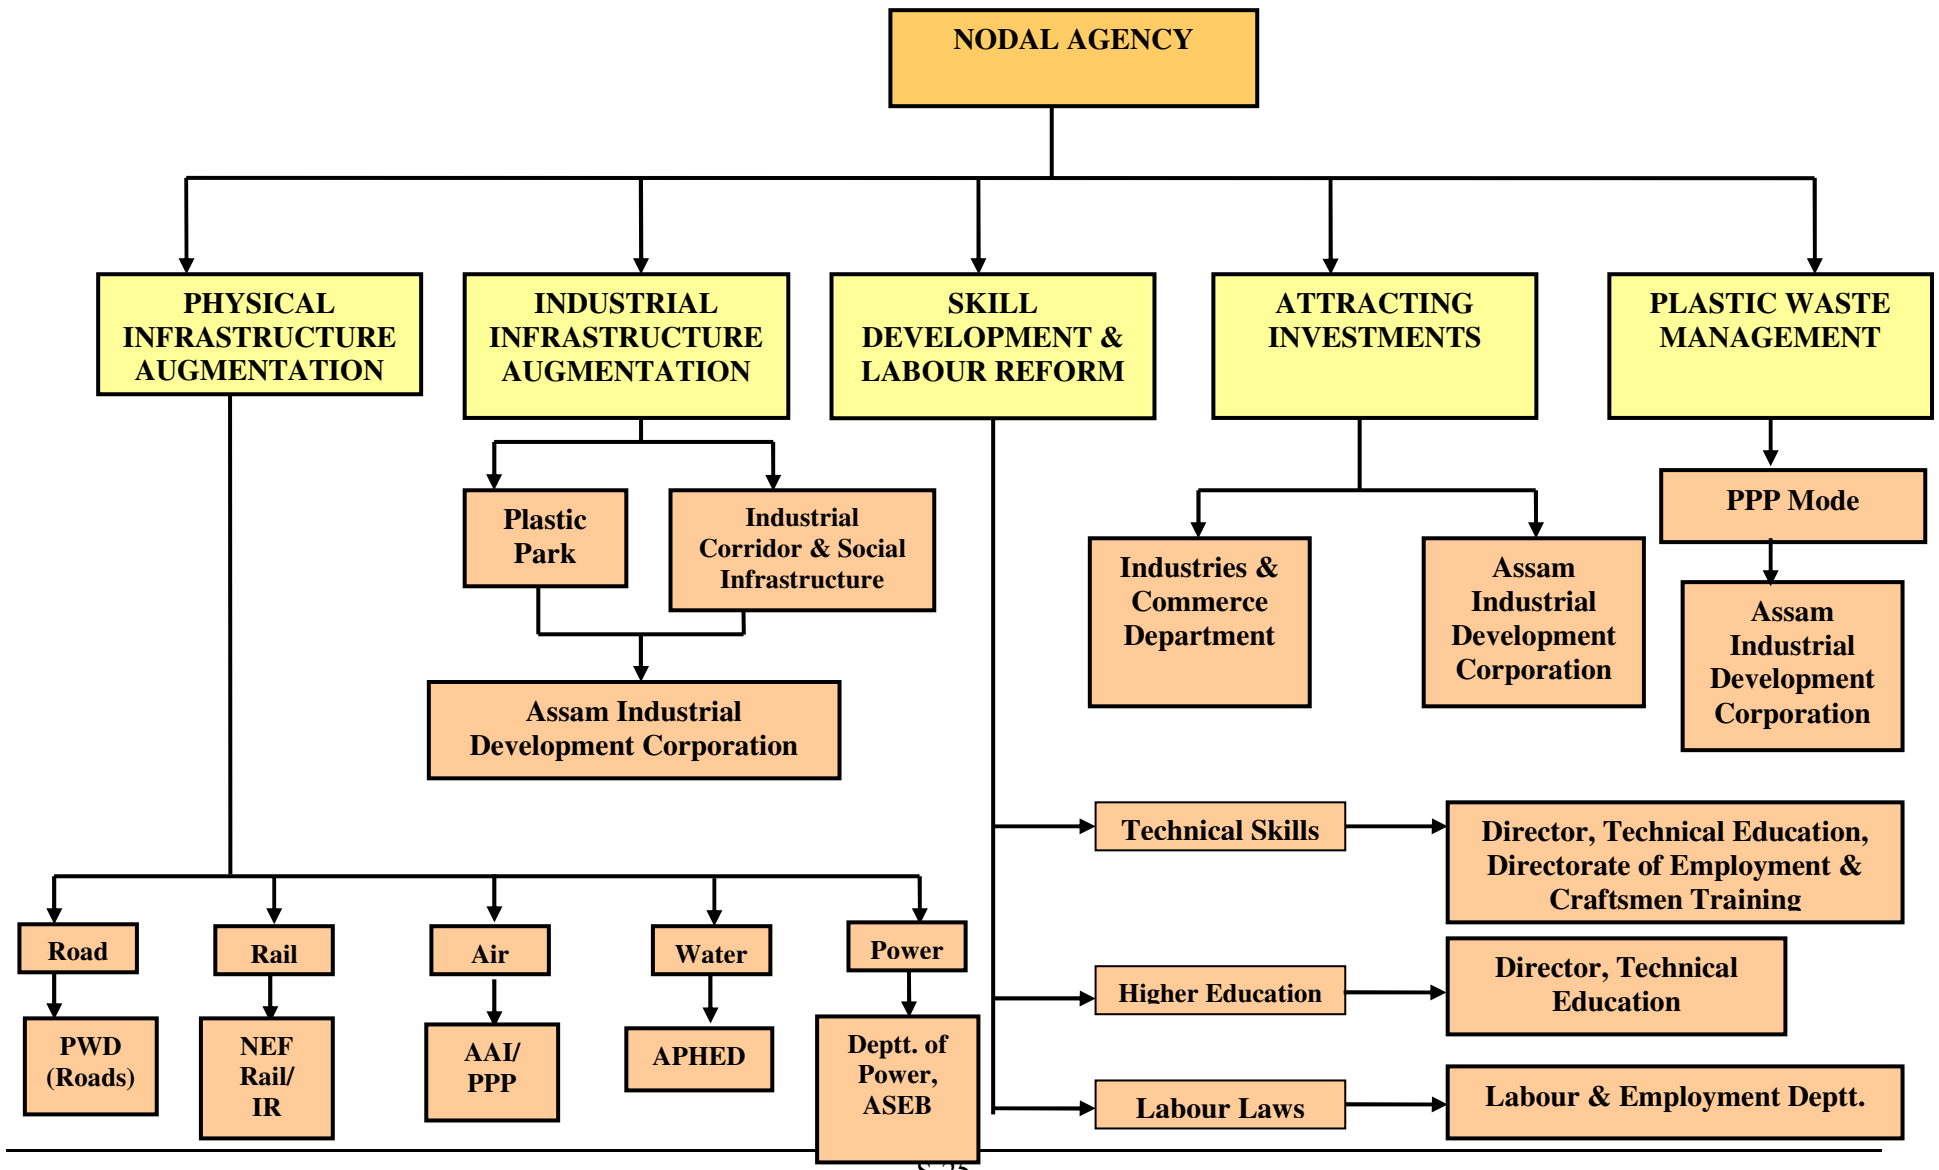 NODAL AGENCY
PHYSICAL
INFRASTRUCTURE
AUGMENTATION
INDUSTRIAL
INFRASTRUCTURE
AUGMENTATION
SKILL
DEVELOPMENT &
LABOUR REFORM
ATTRACTING
INVESTMENTS
PLASTIC WASTE
MANAGEMENT
Plastic
Park
Industrial
Corridor & Social
Infrastructure
Assam Industrial
Development Corporation
Industries &
Commerce
Department
Assam
Industrial
Development
Corporation
PPP Mode
Assam
Industrial
Development
Corporation
Technical Skills
Director, Technical Education,
Directorate of Employment &
Craftsmen Training
Higher Education
Director, Technical
Education
Labour Laws
Labour & Employment Deptt.
Road
Rail
Air
Water
Power
PWD
(Roads)
NEF
Rail/
IR
AAI/
PPP
APHED
Deptt. of
Power,
ASEB